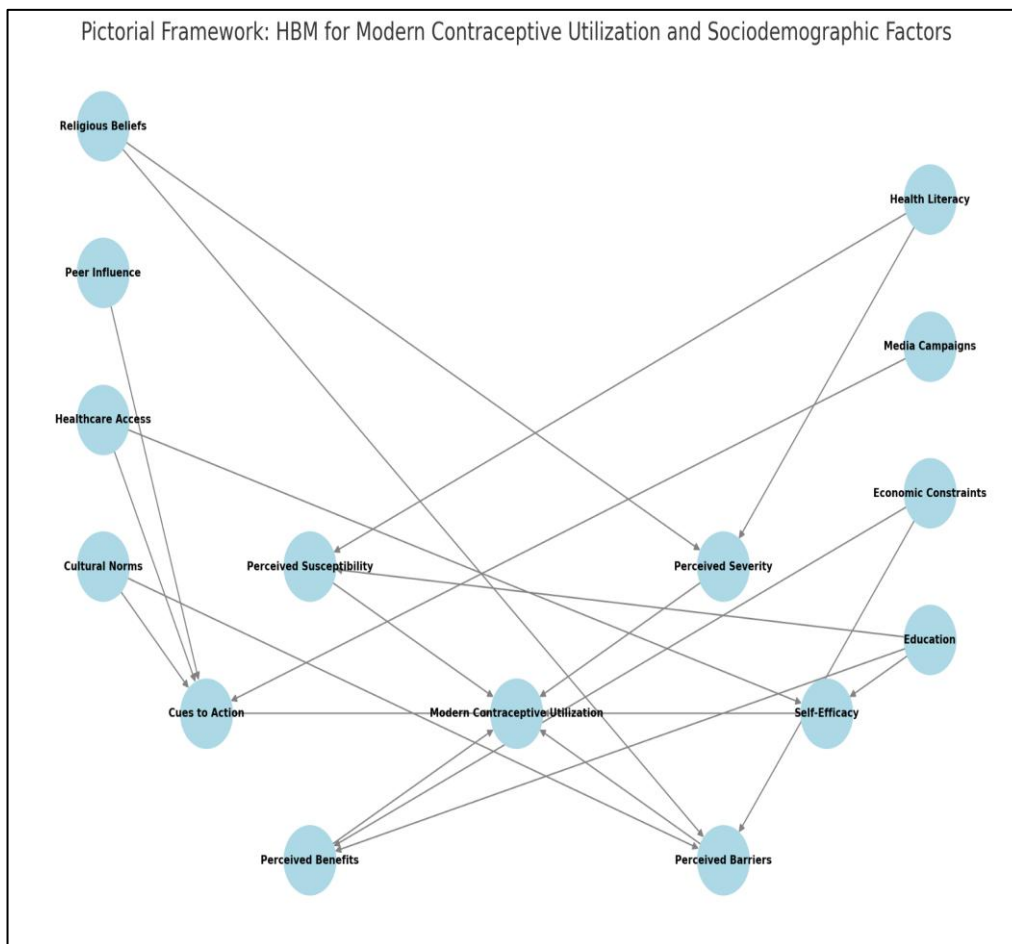 Pictorial Framework: HBM for Modern Contraceptive Utilization and Sociodemographic Factors
Religious Beliefs
Health Literacy
Peer Influence
Media Campaigns
Healthcare Access
Economic Constraints
Cultural Norms
Perceived Susceptibility
Perceived Severity
Education
Cues to Action
Modern Contraceptive Utilization
Self-Efficacy
Perceived Benefits
Perceived Barriers